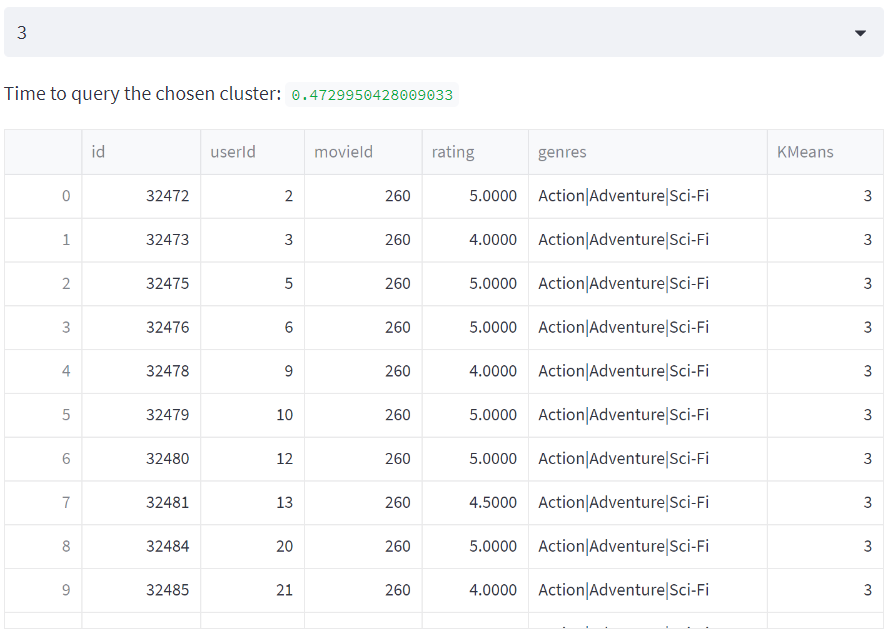 3
Time to query the chosen cluster: 0.4729950428009033
id userId movieId rating genres KMeans
0 32472 2 260 5.0000 Action|Adventure|Sci-Fi 3
1 32473 3 260 4.0000 Action|Adventure|Sci-Fi 3
2 32475 5 260 5.0000 Action|Adventure|Sci-Fi 3
3 32476 6 260 5.0000 Action|Adventure|Sci-Fi 3
4 32478 9 260 4.0000 Action|Adventure|Sci-Fi 3
5 32479 10 260 5.0000 Action|Adventure|Sci-Fi 3
6 32480 12 260 5.0000 Action|Adventure|Sci-Fi 3
7 32481 13 260 4.5000 Action|Adventure|Sci-Fi 3
8 32484 20 260 5.0000 Action|Adventure|Sci-Fi 3
9 32485 21 260 4.0000 Action|Adventure|Sci-Fi 3